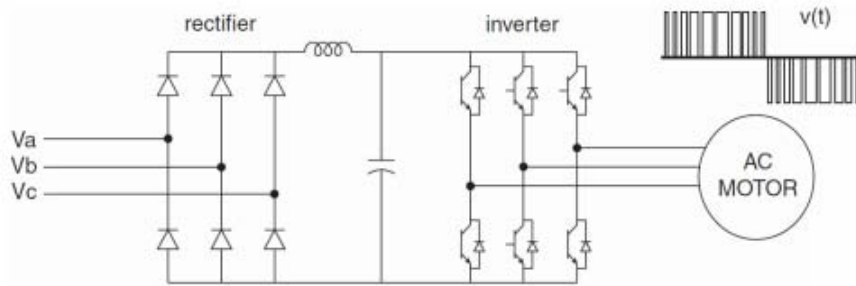 rectifier
inverter
v(t)
Va
Vb
Vc
AC
MOTOR